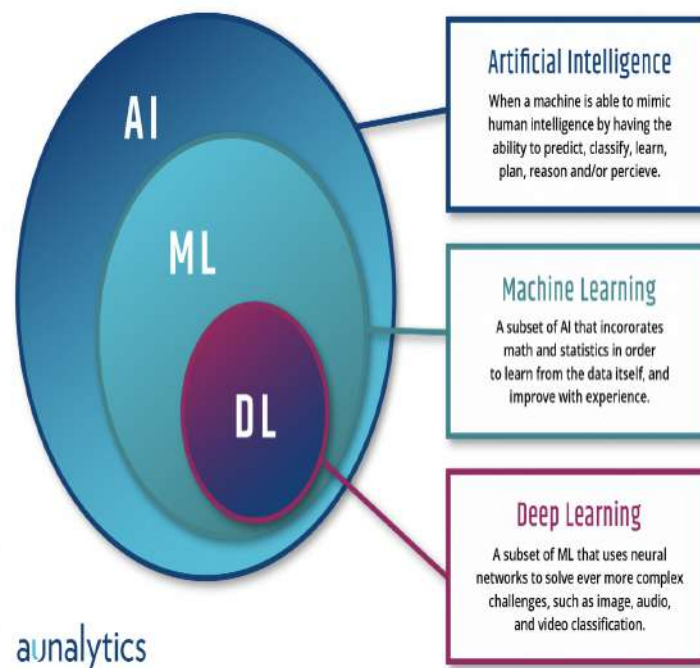 AI
ML
DL
Artificial Intelligence
When a machine is able to mimic
human intelligence by having the
ability to predict, classify, learn,
plan, reason and/or percieve.
Machine Learning
A subset of AI that incororates
math and statistics in order
to learn from the data itself, and
improve with experience.
Deep Learning
A subset of ML that uses neural
networks to solve ever more complex
challenges, such as image, audio,
and video classification.
aunalytics